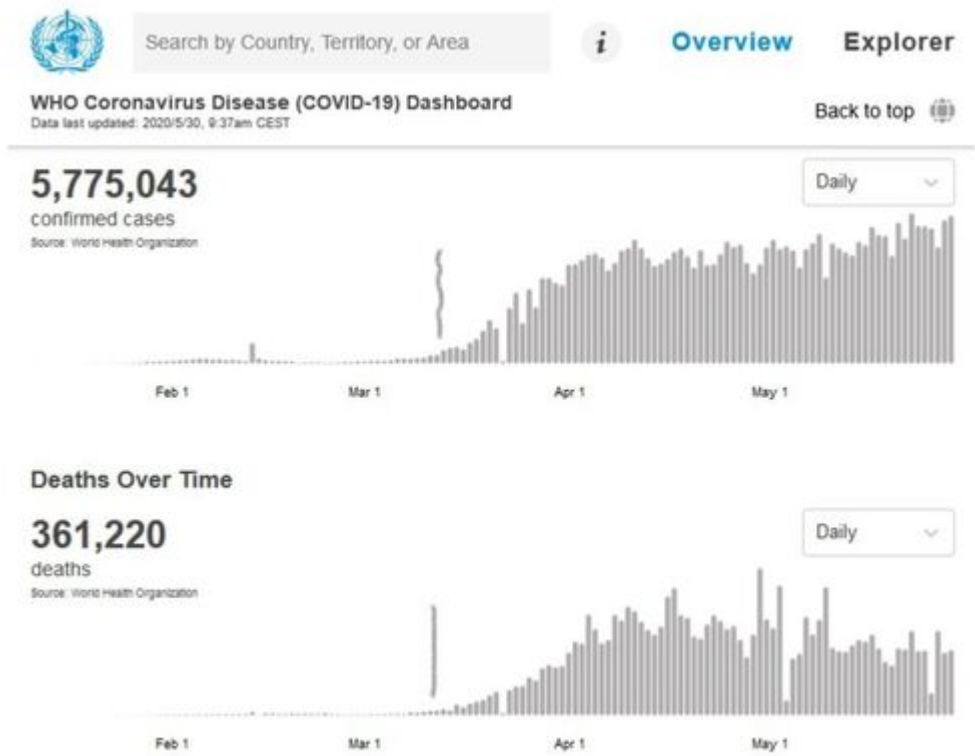 Search by Country, Territory, or Area
i
Overview
Explorer
WHO Coronavirus Disease (COVID-19) Dashboard
Data last updated: 2020/5/30, 9:37am CEST
Back to top
5,775,043
confirmed cases
Source: World Health Organization
Daily
Feb 1
Mar 1
Apr 1
May 1
Deaths Over Time
361,220
deaths
Source: World Health Organization
Daily
Feb 1
Mar 1
Apr 1
May 1